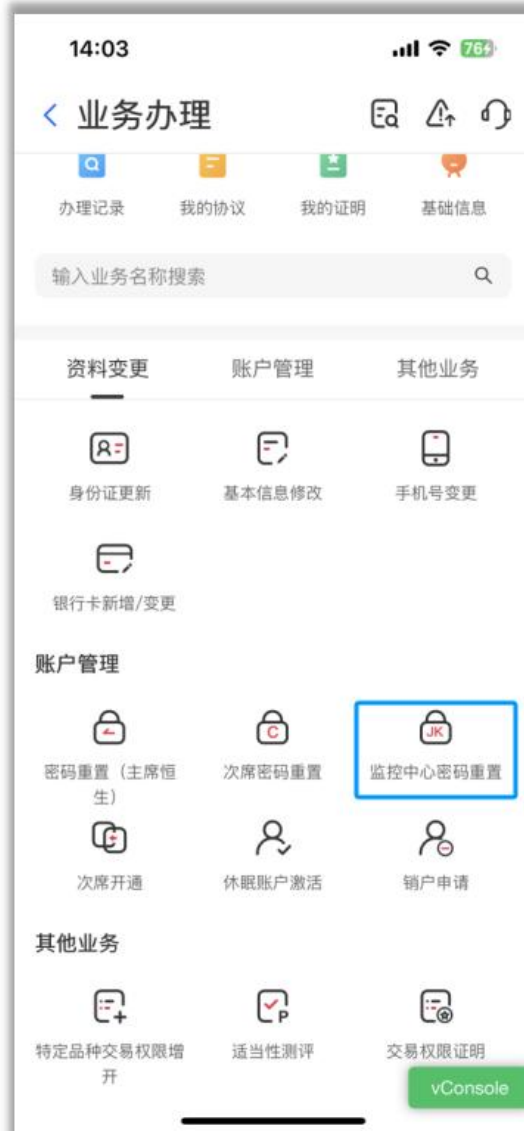 14:03
76
业务办理
办理记录 我的协议 我的证明 基础信息
输入业务名称搜索
资料变更 账户管理 其他业务
身份证更新 基本信息修改 手机号变更
银行卡新增/变更
账户管理
C JK
密码重置（主席恒生） 次席密码重置 监控中心密码重置
次席开通 休眠账户激活 销户申请
其他业务
P
特定品种交易权限增开 适当性测评 交易权限证明
vConsole